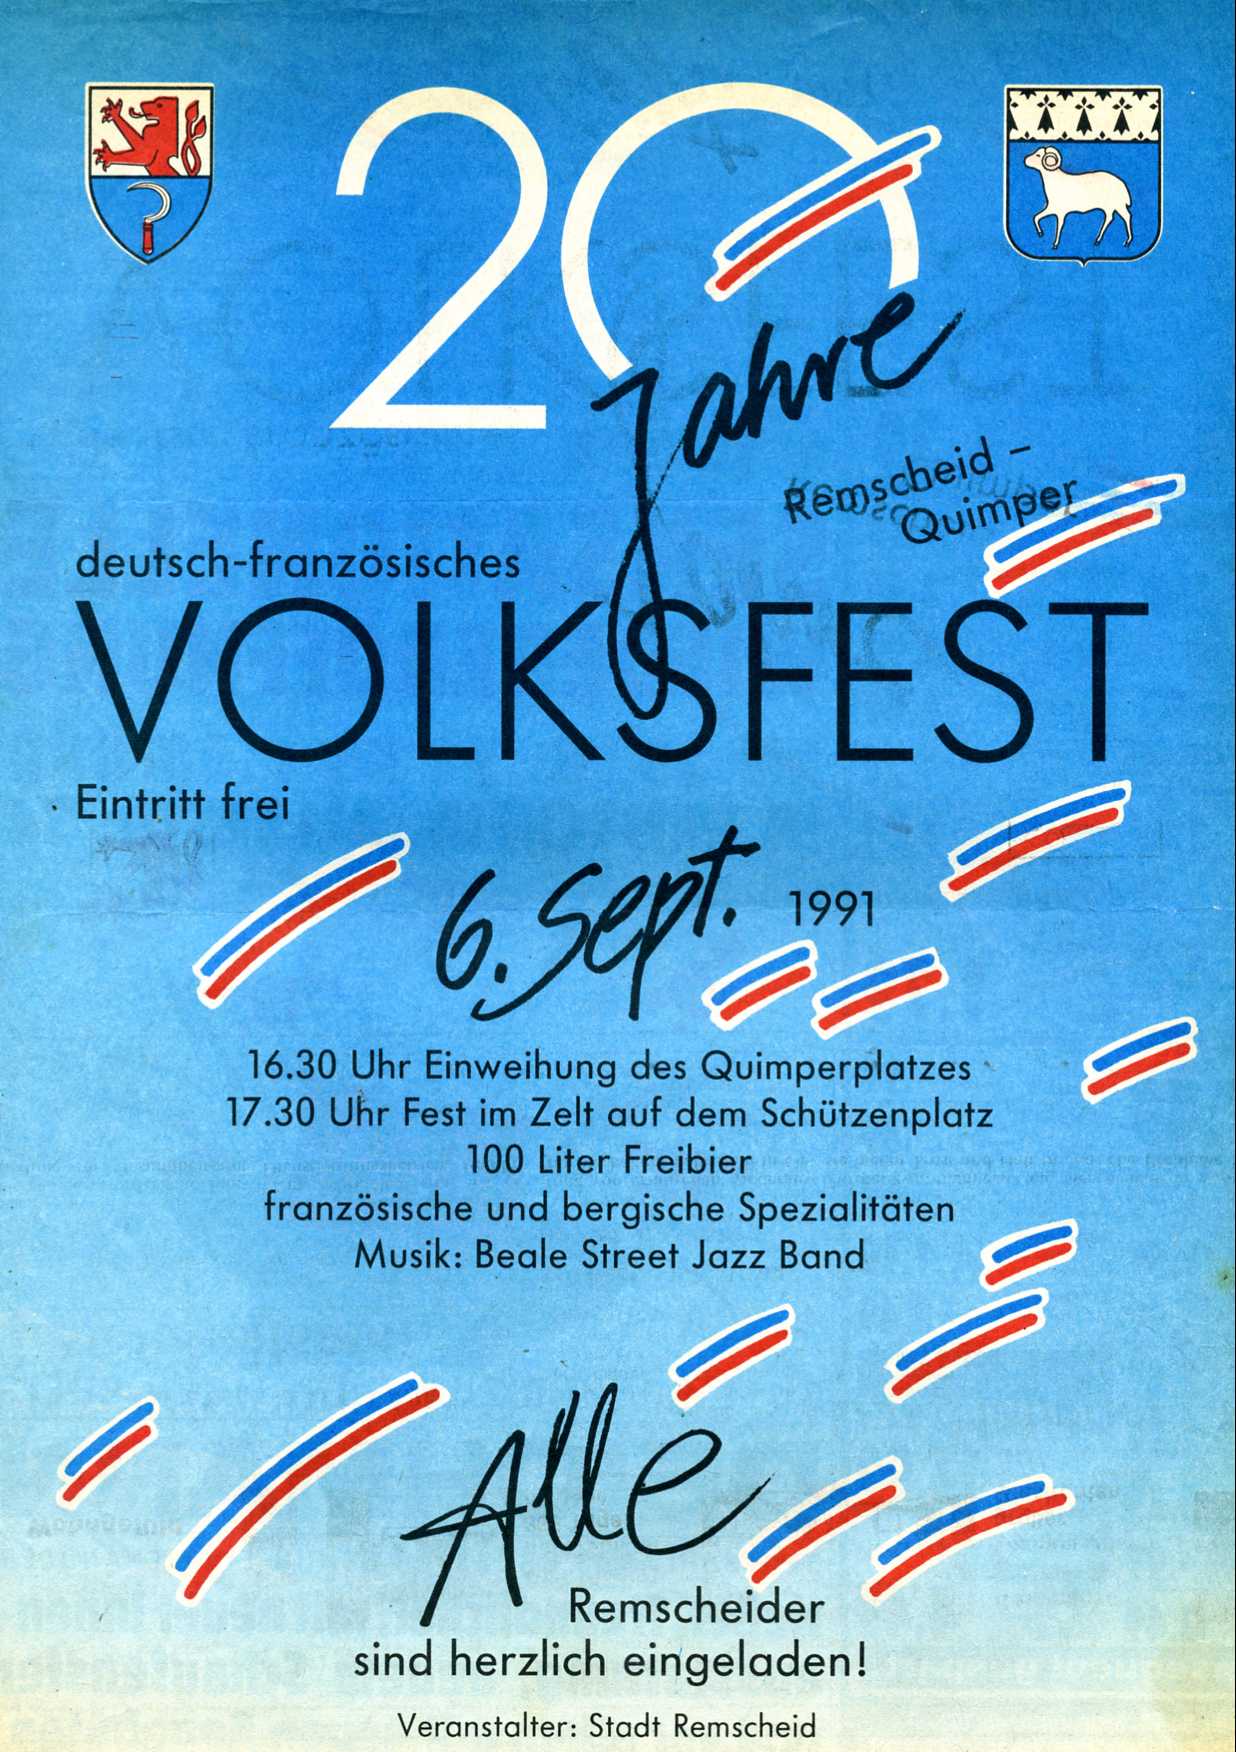 20
Jahre
Remscheid –
Quimper
deutsch-französisches
VOLKSFEST
Eintritt frei
6. Sept. 1991
16.30 Uhr Einweihung des Quimperplatzes
17.30 Uhr Fest im Zelt auf dem Schützenplatz
100 Liter Freibier
französische und bergische Spezialitäten
Musik: Beale Street Jazz Band
Alle
Remscheider
sind herzlich eingeladen!
Veranstalter: Stadt Remscheid